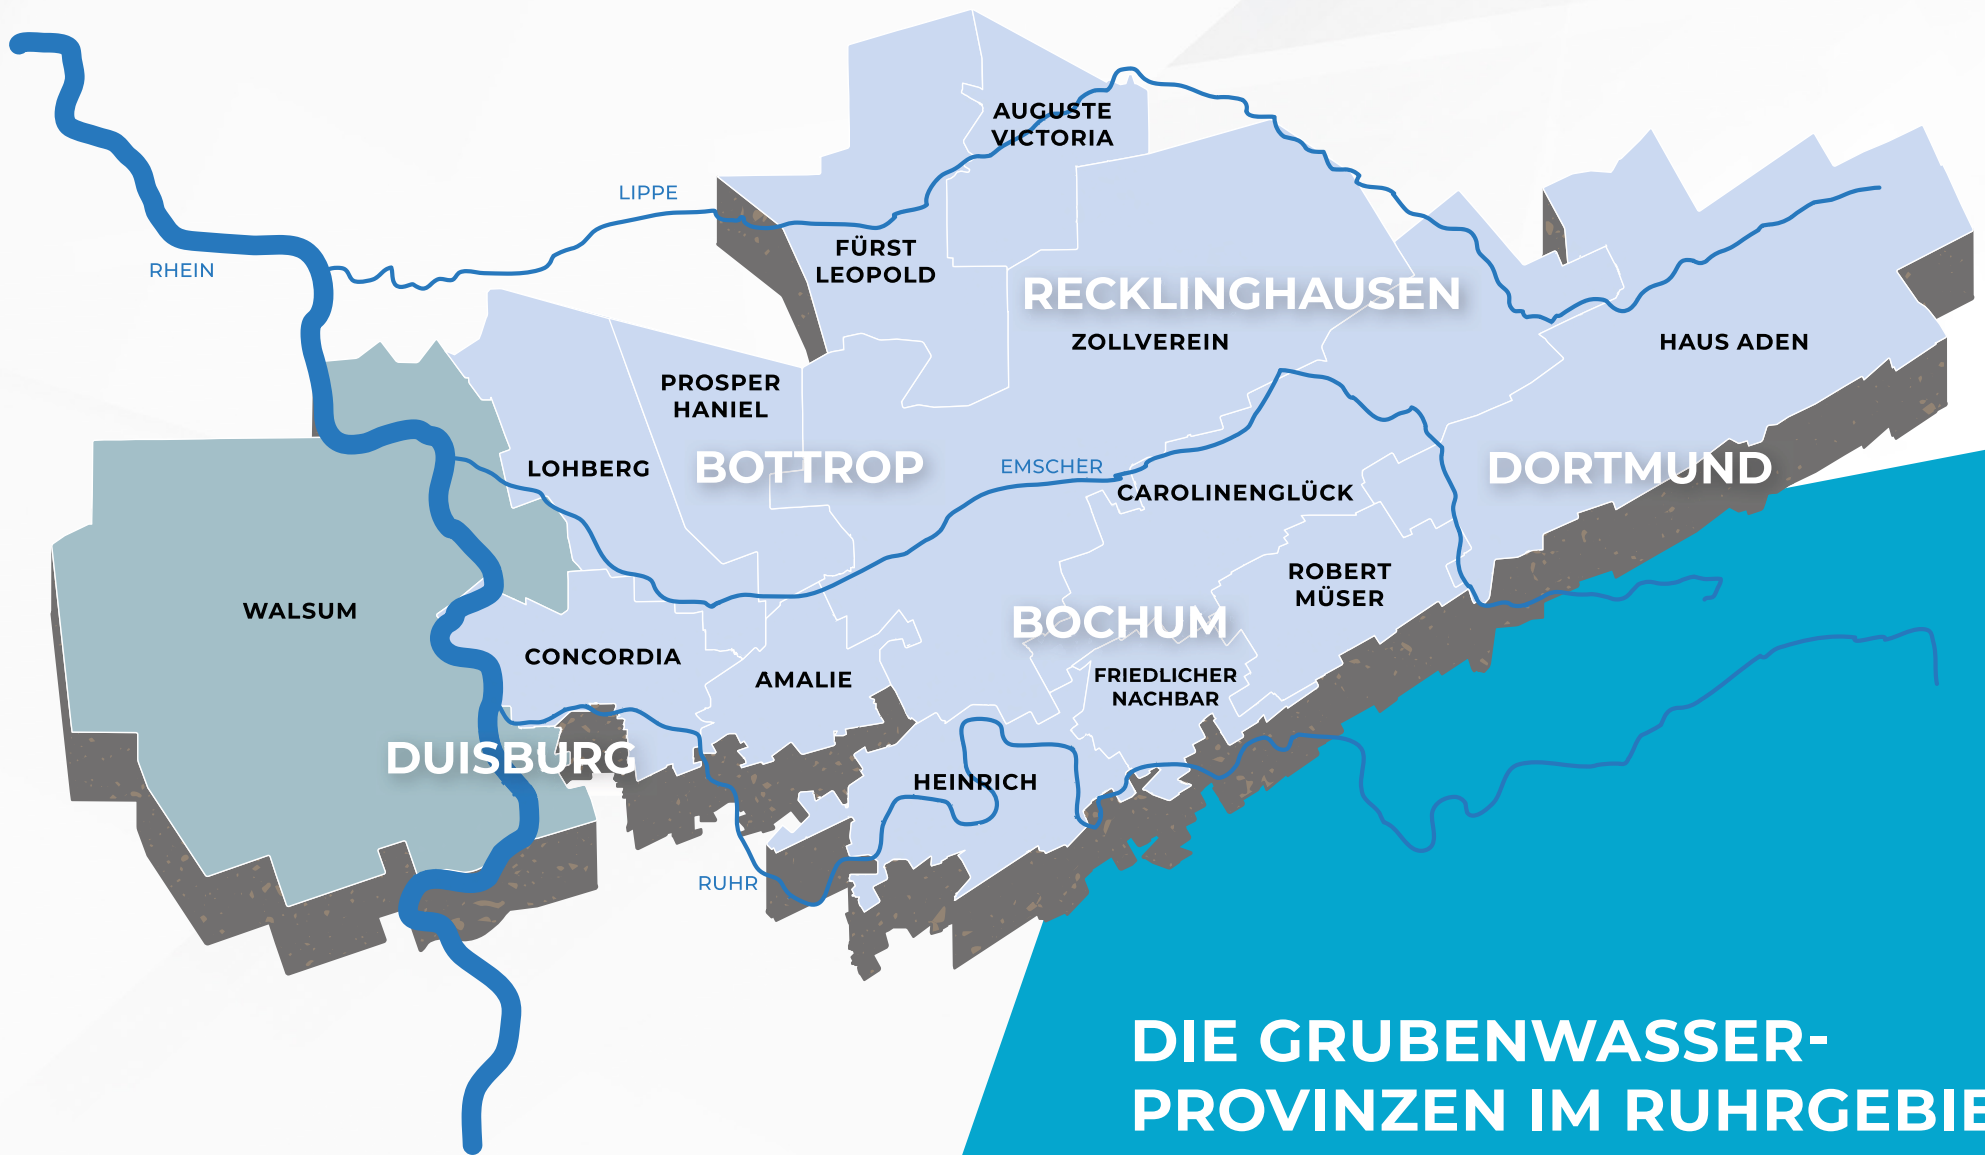 AUGUSTE
VICTORIA
LIPPE
RHEIN
FÜRST
LEOPOLD
RECKLINGHAUSEN
ZOLLVEREIN
HAUS ADEN
PROSPER
HANIEL
LOHBERG
BOTTROP
EMSCHER
DORTMUND
CAROLINENGLÜCK
ROBERT
MÜSER
WALSUM
BOCHUM
CONCORDIA
AMALIE
FRIEDLICHER
NACHBAR
DUISBURG
HEINRICH
RUHR
DIE GRUBENWASSER-
PROVINZEN IM RUHRGEBIE